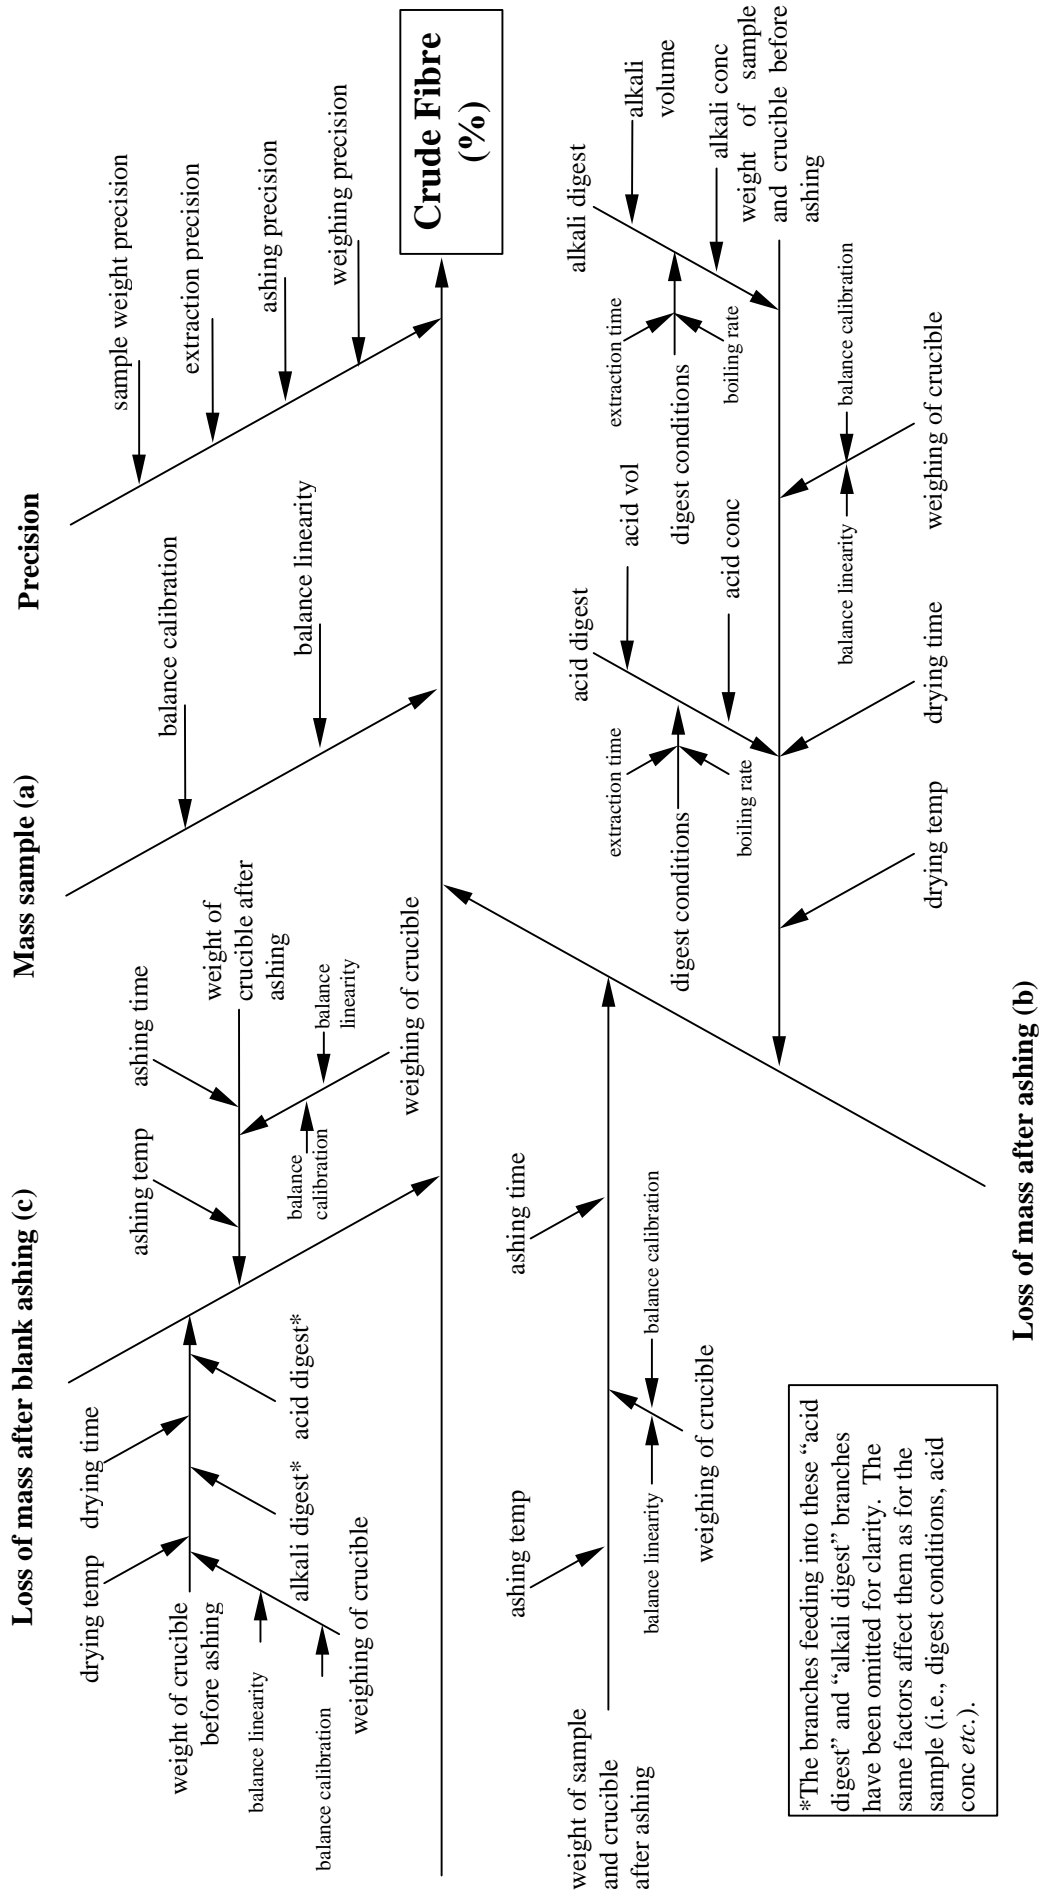 Loss of mass after blank ashing (c)
Mass sample (a)
Precision
drying temp
drying time
weight of crucible
before ashing
balance linearity
balance calibration
weighing of crucible
alkali digest*
acid digest*
ashing temp
ashing time
weight of
crucible after
ashing
balance
calibration
balance
linearity
weighing of crucible
balance calibration
balance linearity
sample weight precision
extraction precision
ashing precision
weighing precision
Crude Fibre
(%)
weight of sample
and crucible
after ashing
ashing temp
ashing time
balance linearity
balance calibration
weighing of crucible
acid digest
acid vol
extraction time
digest conditions
boiling rate
acid conc
alkali digest
alkali
volume
extraction time
digest conditions
boiling rate
alkali conc
weight of sample
and crucible before
ashing
drying temp
drying time
balance linearity
balance calibration
weighing of crucible
Loss of mass after ashing (b)
*The branches feeding into these “acid
digest” and “alkali digest” branches
have been omitted for clarity. The
same factors affect them as for the
sample (i.e., digest conditions, acid
conc etc.).